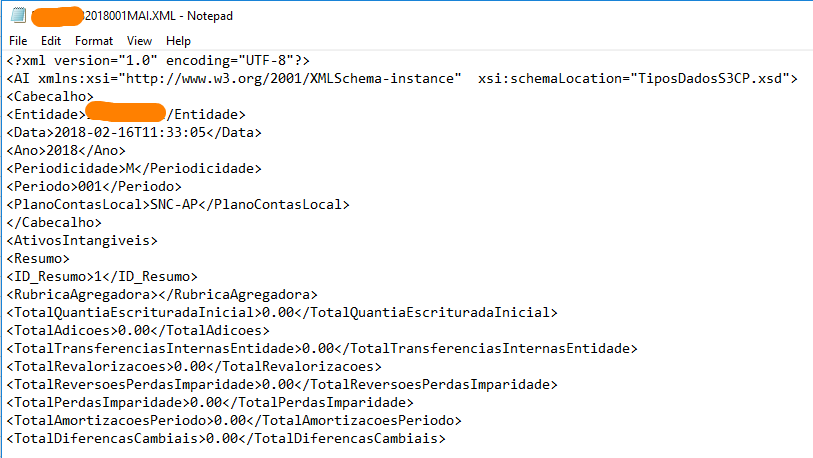 82018001MAI.XML - Notepad
File Edit Format View Help
<?xml version="1.0" encoding="UTF-8"?>
<AI xmlns:xsi="http://www.w3.org/2001/XMLSchema-instance"  xsi:schemaLocation="TiposDadosS3CP.xsd">
<Cabecalho>
<Entidade> /Entidade>
<Data>2018-02-16T11:33:05</Data>
<Ano>2018</Ano>
<Periodicidade>M</Periodicidade>
<Periodo>001</Periodo>
<PlanoContasLocal>SNC-AP</PlanoContasLocal>
</Cabecalho>
<AtivosIntangiveis>
<Resumo>
<ID_Resumo>1</ID_Resumo>
<RubricaAgregadora></RubricaAgregadora>
<TotalQuantiaEscrituradaInicial>0.00</TotalQuantiaEscrituradaInicial>
<TotalAdicoes>0.00</TotalAdicoes>
<TotalTransferenciasInternasEntidade>0.00</TotalTransferenciasInternasEntidade>
<TotalRevalorizacoes>0.00</TotalRevalorizacoes>
<TotalReversoesPerdasImparidade>0.00</TotalReversoesPerdasImparidade>
<TotalPerdasImparidade>0.00</TotalPerdasImparidade>
<TotalAmortizacoesPeriodo>0.00</TotalAmortizacoesPeriodo>
<TotalDiferencasCambiais>0.00</TotalDiferencasCambiais>